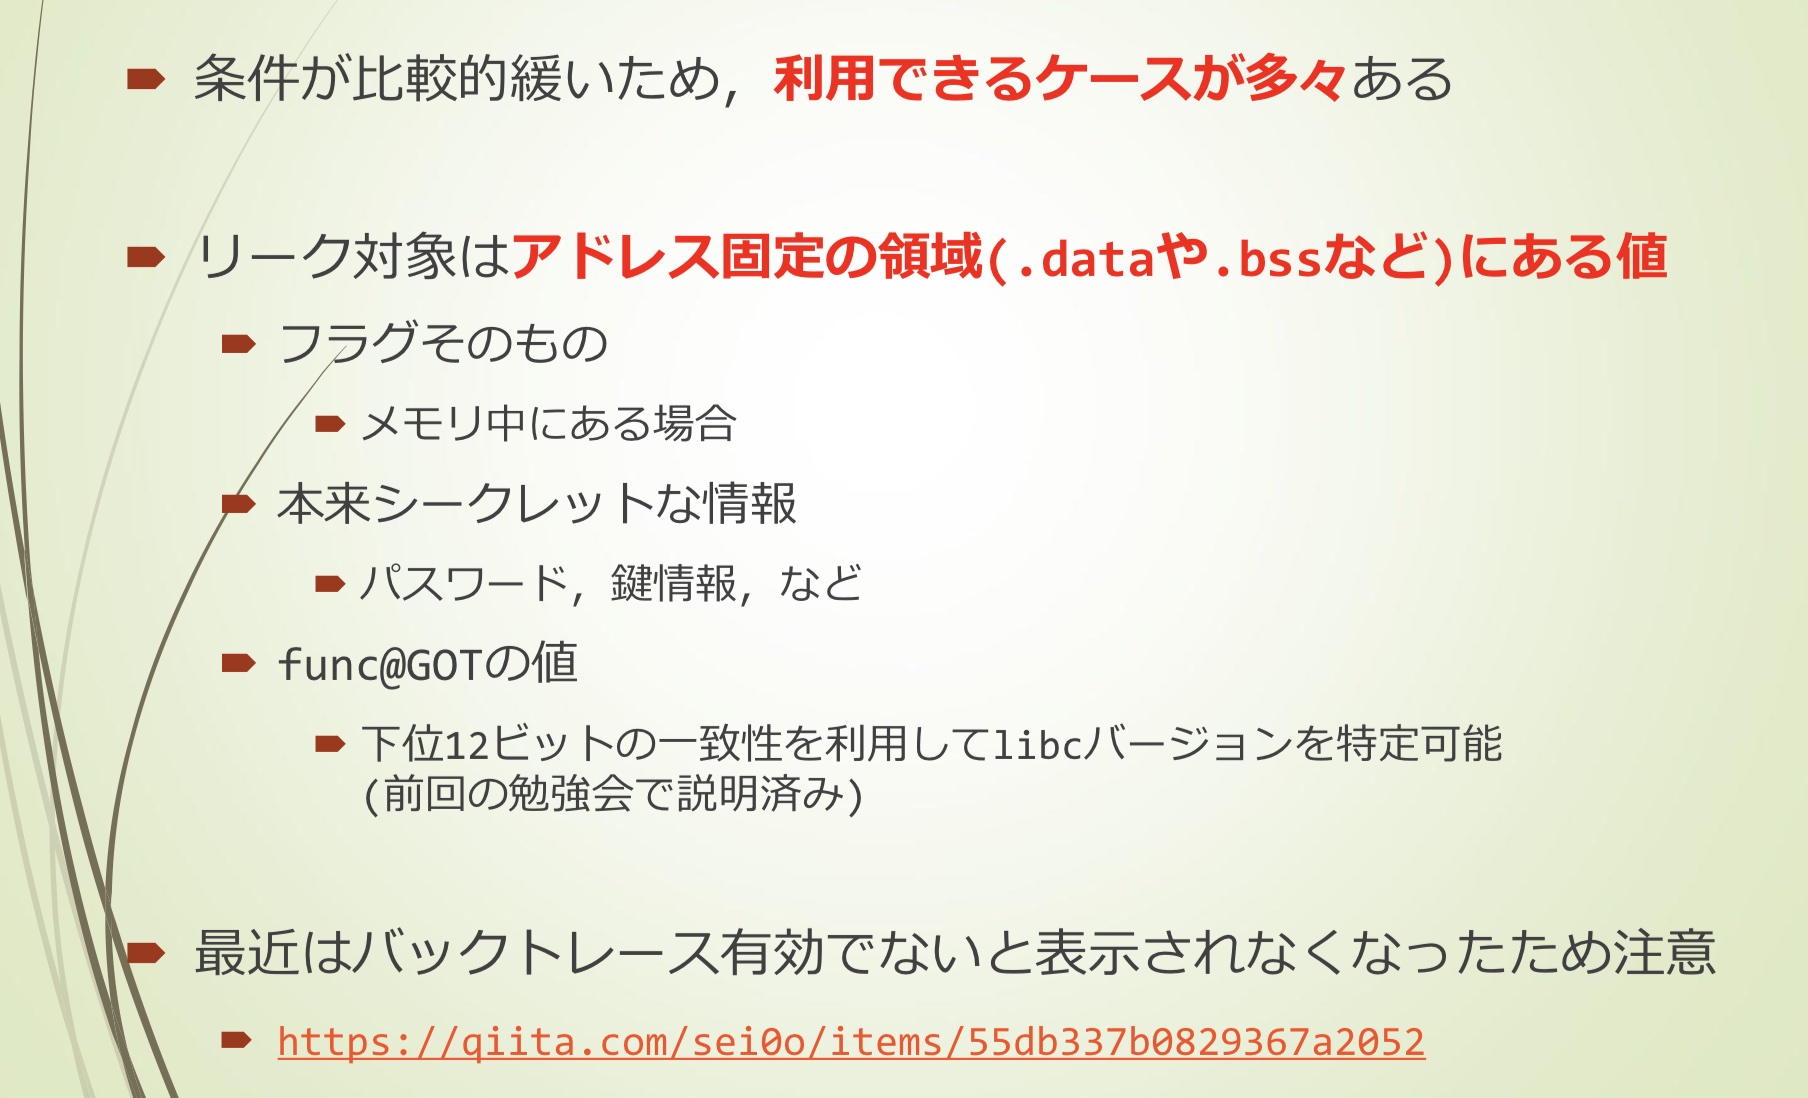 条件が比較的緩いため，利用できるケースが多々ある
リーク対象はアドレス固定の領域(.dataや.bssなど)にある値
フラグそのもの
メモリ中にある場合
本来シークレットな情報
パスワード，鍵情報，など
func@GOTの値
下位12ビットの一致性を利用してlibcバージョンを特定可能
(前回の勉強会で説明済み)
最近はバックトレース有効でないと表示されなくなったため注意
https://qiita.com/sei0o/items/55db337b0829367a2052